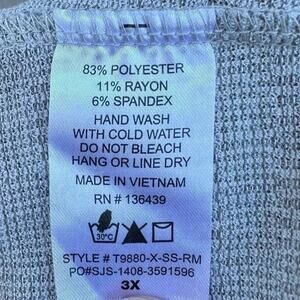 83% POLYESTER
11% RAYON
6% SPANDEX
HAND WASH
WITH COLD WATER
DO NOT BLEACH
HANG OR LINE DRY
MADE IN VIETNAM
RN # 136439
30°C
STYLE # T9880-X-SS-RM
PO#SJS-1408-3591596
3X